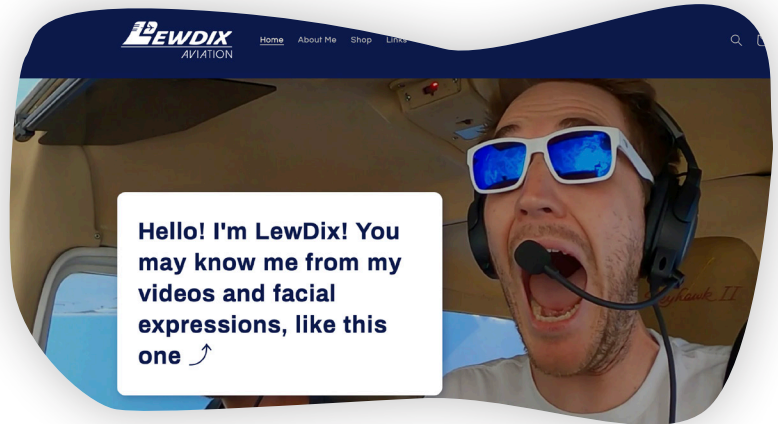 LEWDIX
AVIATION
Home About Me Shop Links
Hello! I'm LewDix! You
may know me from my
videos and facial
expressions, like this
one